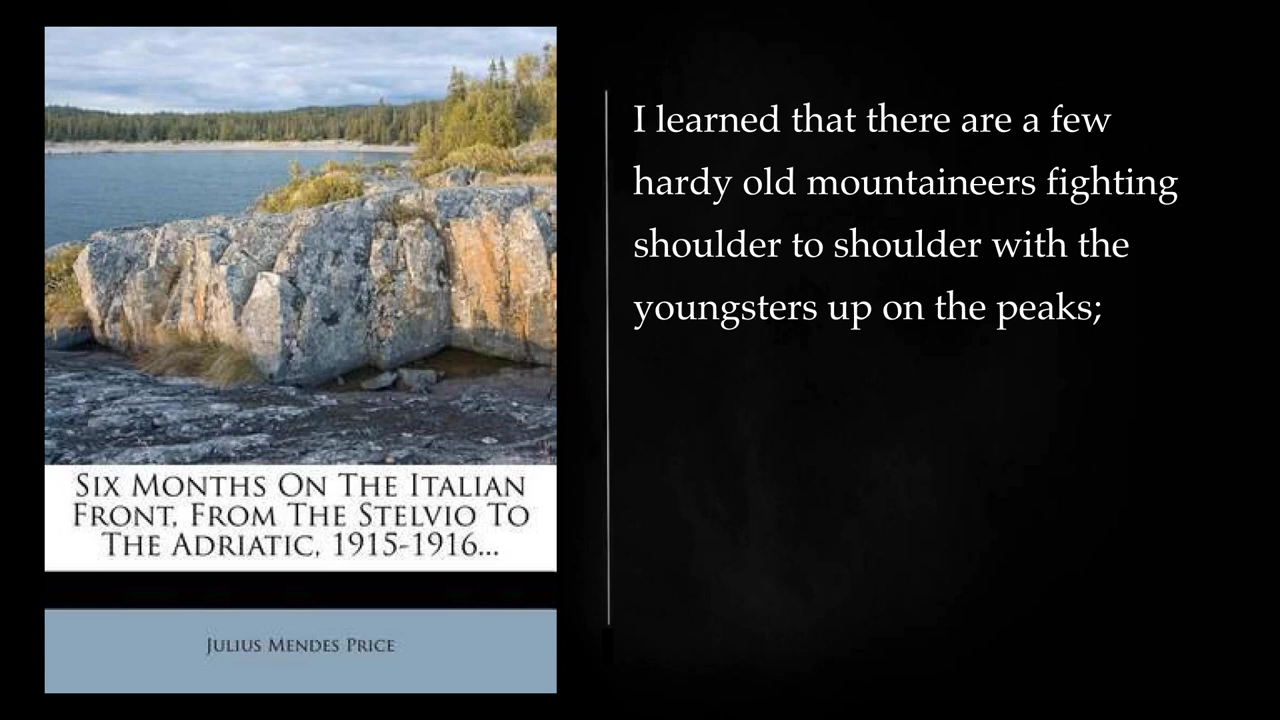 I learned that there are a few
hardy old mountaineers fighting
shoulder to shoulder with the
youngsters up on the peaks;
Six Months On The Italian
Front, From The Stelvio To
The Adriatic, 1915-1916...
Julius Mendes Price